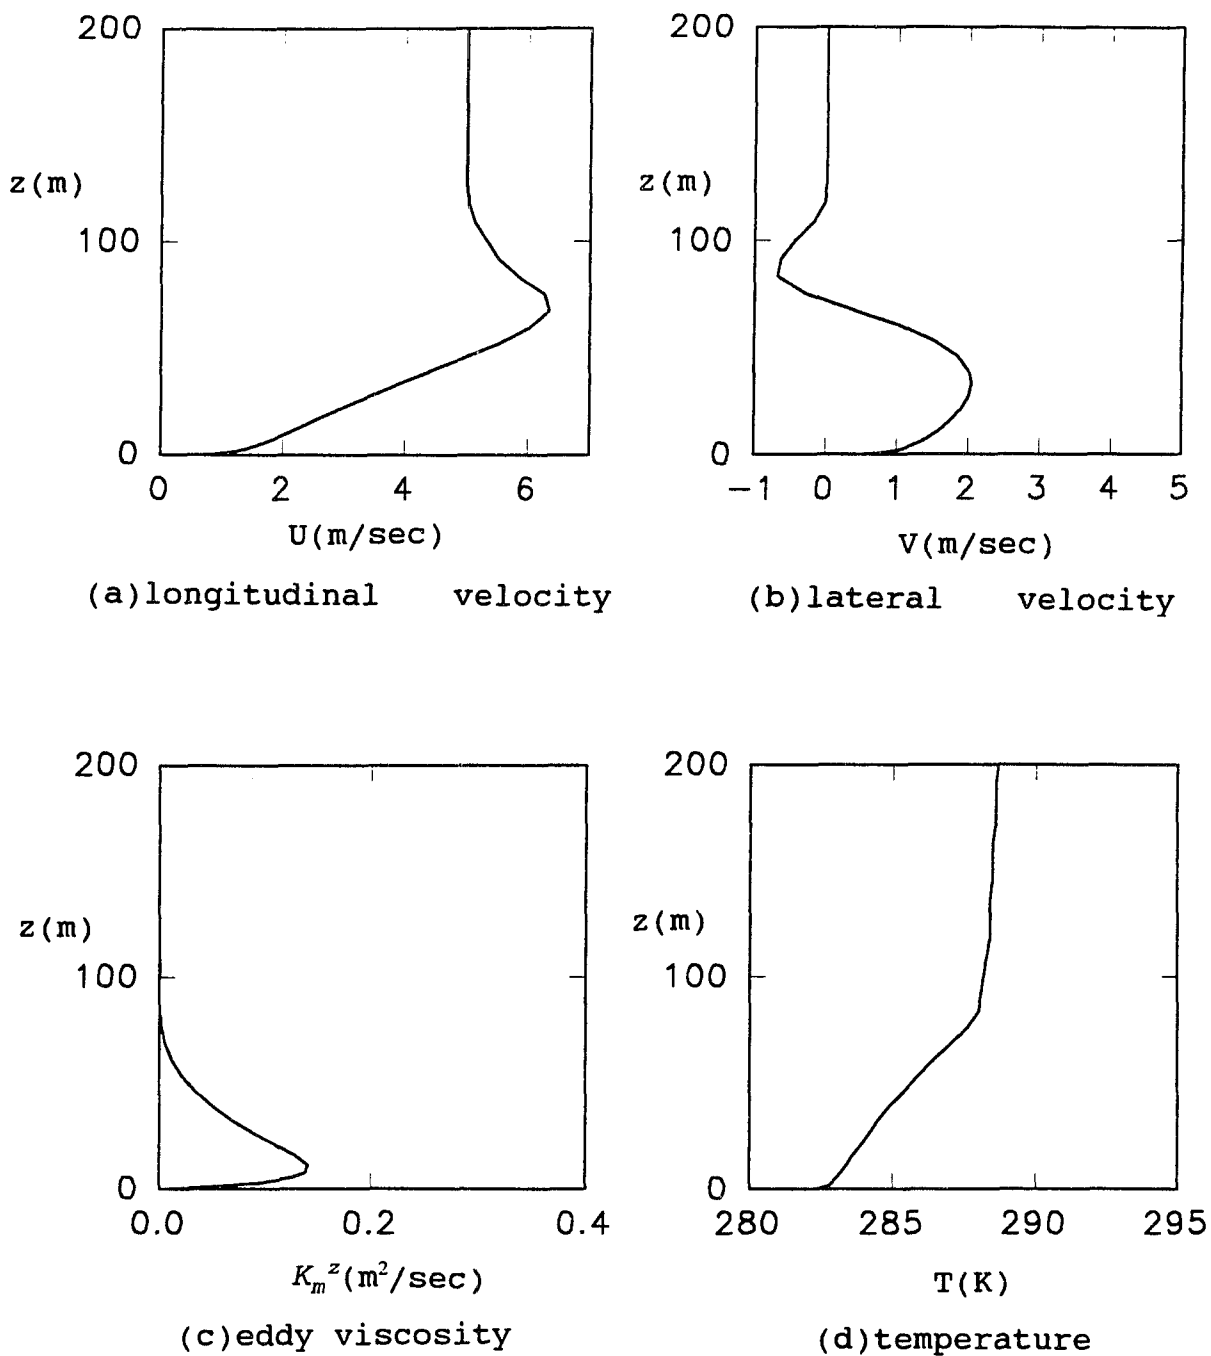 200
z(m)
100
0
0 2 4 6
U(m/sec)
(a)longitudinal velocity
200
z(m)
100
0
−1 0 1 2 3 4 5
V(m/sec)
(b)lateral velocity
200
z(m)
100
0
0.0 0.2 0.4
K_m^z(m²/sec)
(c)eddy viscosity
200
z(m)
100
0
280 285 290 295
T(K)
(d)temperature